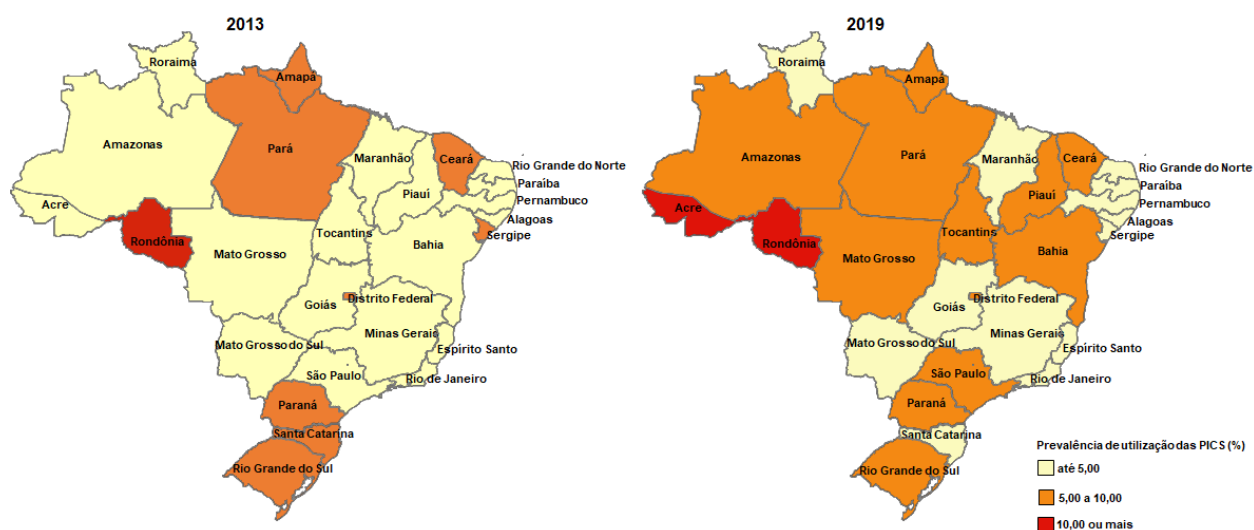 2013
Roraima
Amapá
Amazonas
Pará
Maranhão
Ceará
Rio Grande do Norte
Paraíba
Piauí
Pernambuco
Acre
Alagoas
Sergipe
Rondônia
Tocantins
Bahia
Mato Grosso
Goiás
Distrito Federal
Minas Gerais
Mato Grosso do Sul
Espirito Santo
São Paulo
Rio de Janeiro
Paraná
Santa Catarina
Rio Grande do Sul
2019
Roraima
Amapá
Amazonas
Pará
Maranhão
Ceará
Rio Grande do Norte
Paraíba
Piauí
Pernambuco
Acre
Alagoas
Sergipe
Rondônia
Tocantins
Bahia
Mato Grosso
Goiás
Distrito Federal
Minas Gerais
Mato Grosso do Sul
Espirito Santo
São Paulo
Rio de Janeiro
Paraná
Santa Catarina
Rio Grande do Sul
Prevalência de utilização das PICS (%)
até 5,00
5,00 a 10,00
10,00 ou mais